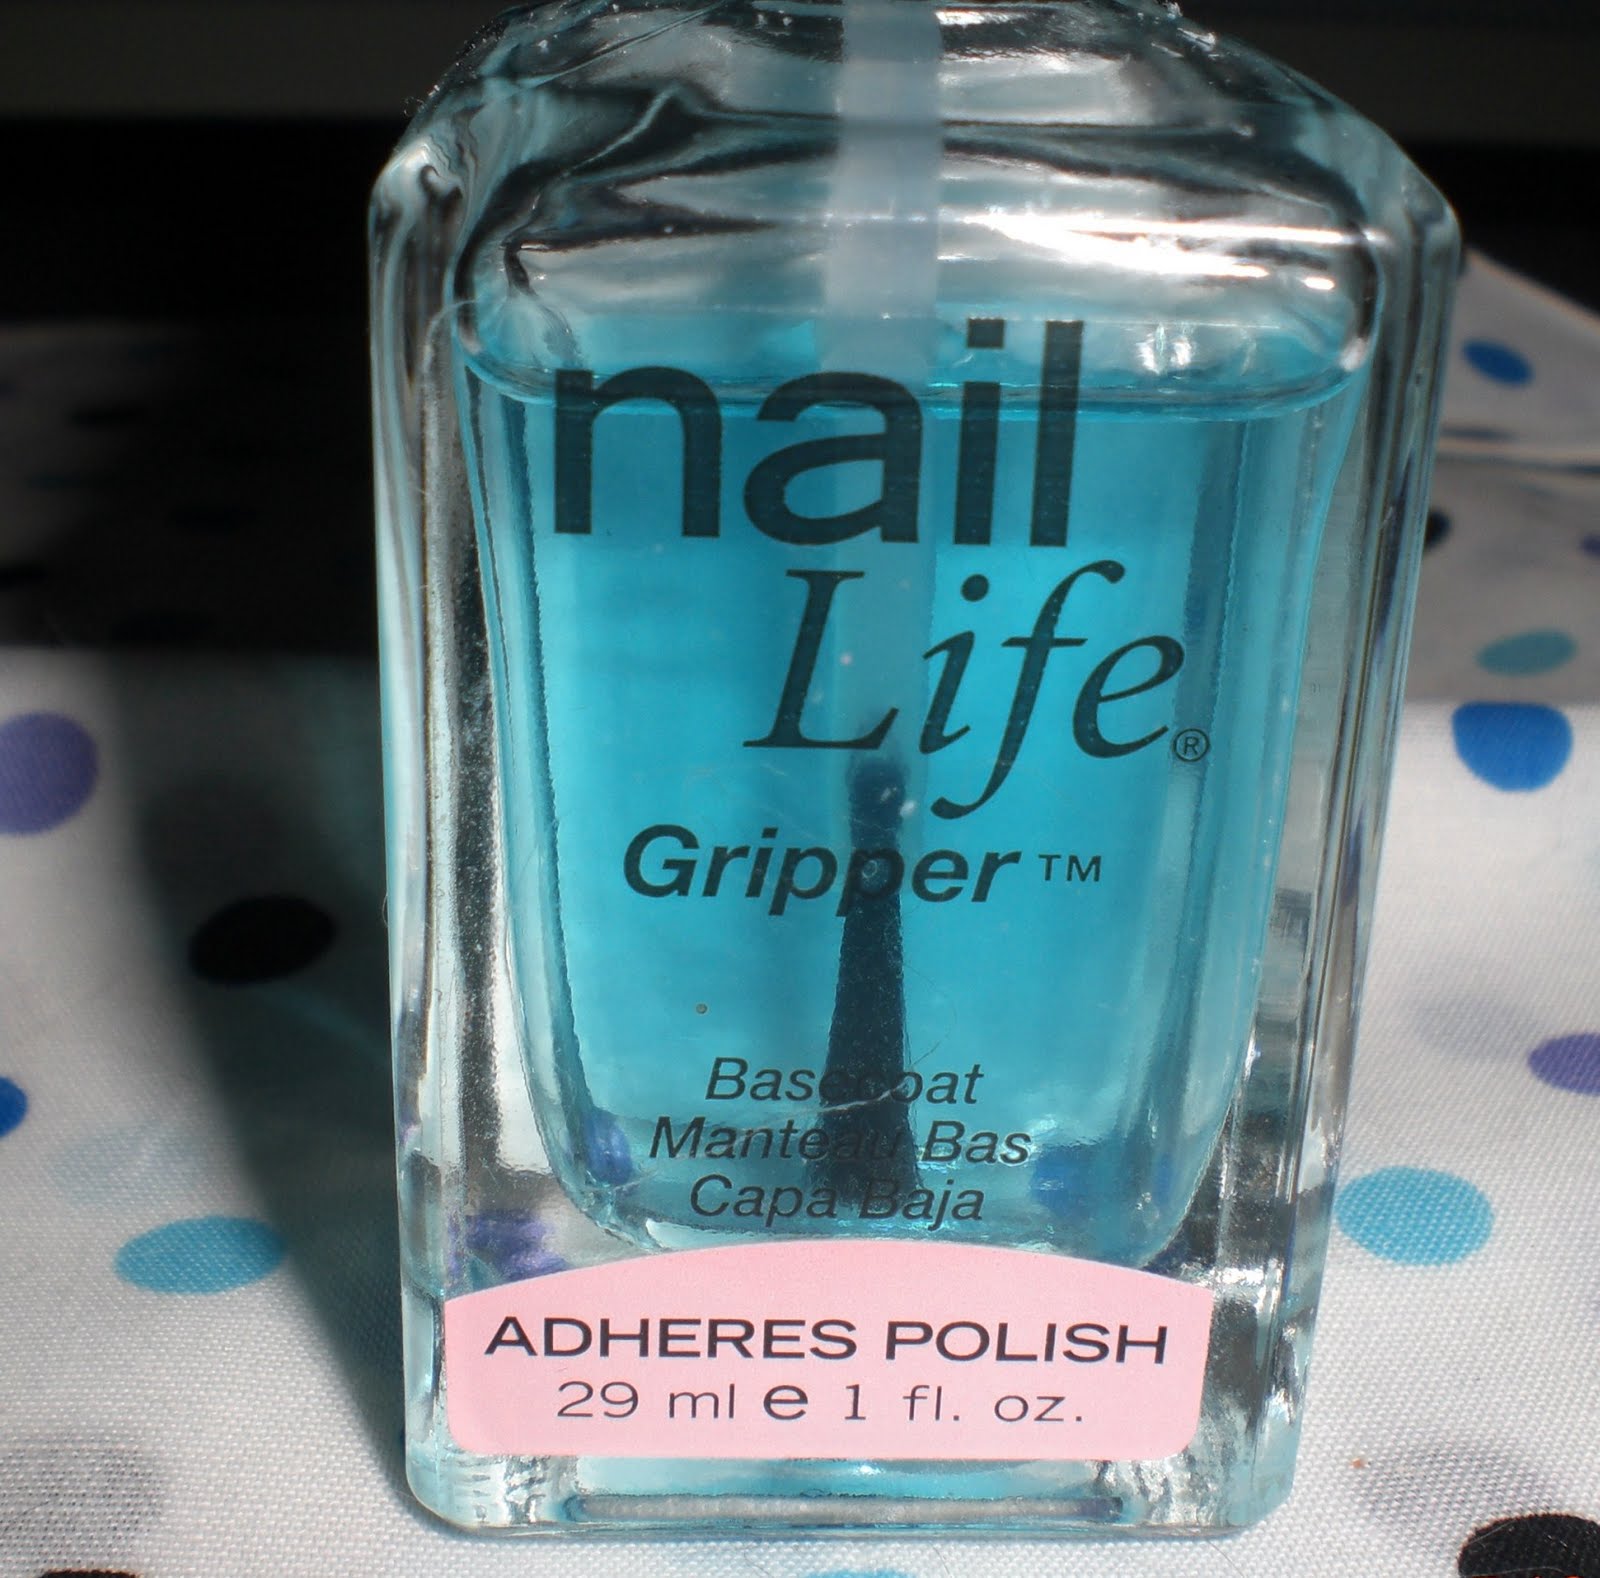 nail
Life®
Gripper™
Basecoat
Manteau Bas
Capa Baja
ADHERES POLISH
29 ml e 1 fl. oz.